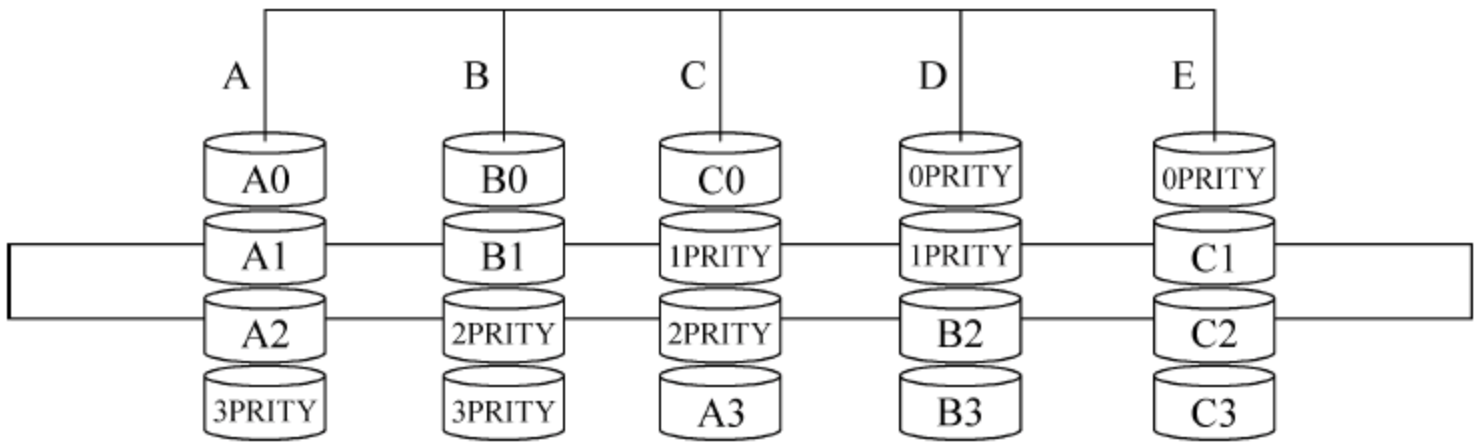 A B C D E
A0 B0 C0 0PRITY 0PRITY
A1 B1 1PRITY 1PRITY C1
A2 2PRITY 2PRITY B2 C2
3PRITY 3PRITY A3 B3 C3